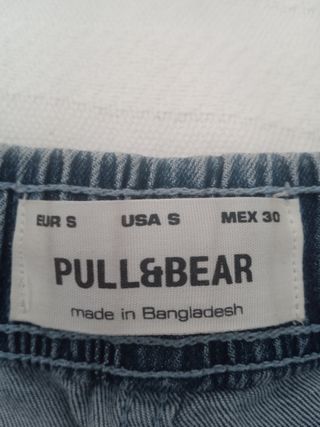 EUR S USA S MEX 30
PULL&BEAR
made in Bangladesh